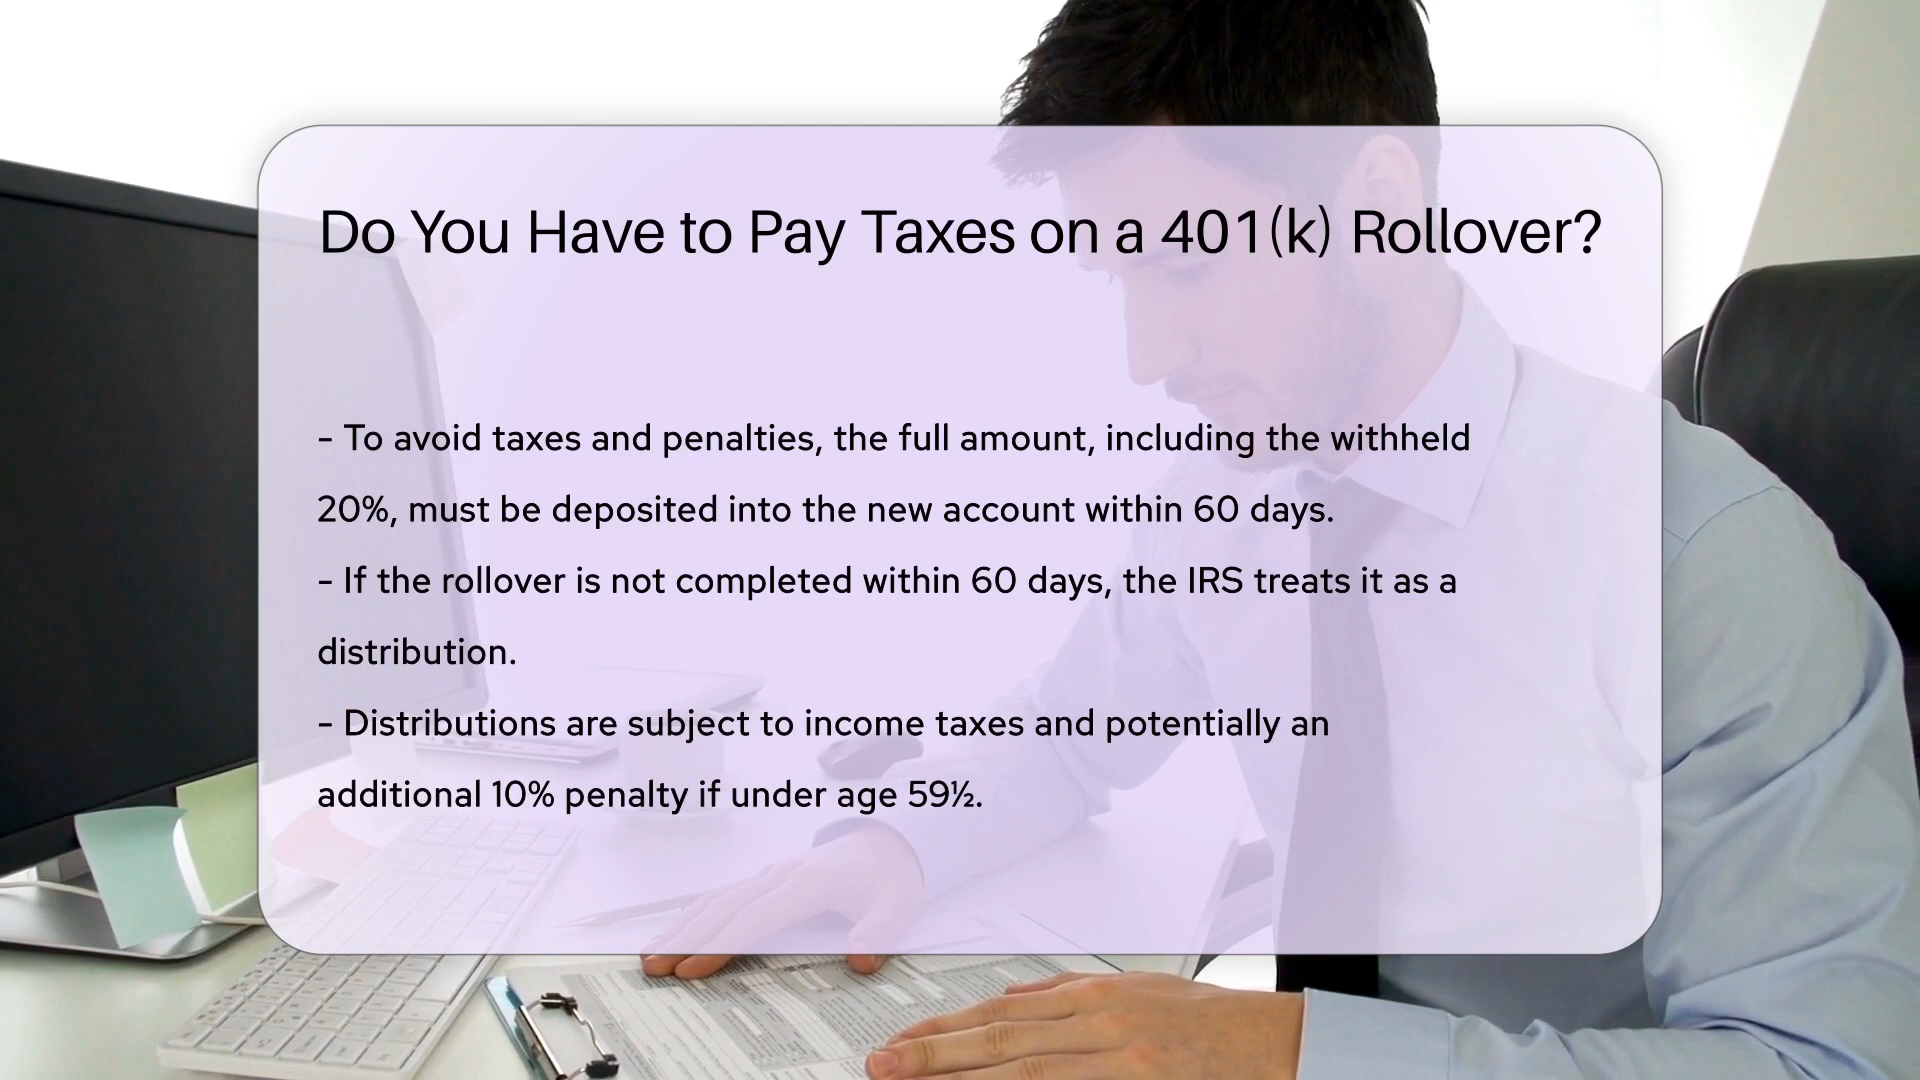 Do You Have to Pay Taxes on a 401(k) Rollover?
- To avoid taxes and penalties, the full amount, including the withheld
20%, must be deposited into the new account within 60 days.
- If the rollover is not completed within 60 days, the IRS treats it as a
distribution.
- Distributions are subject to income taxes and potentially an
additional 10% penalty if under age 59½.